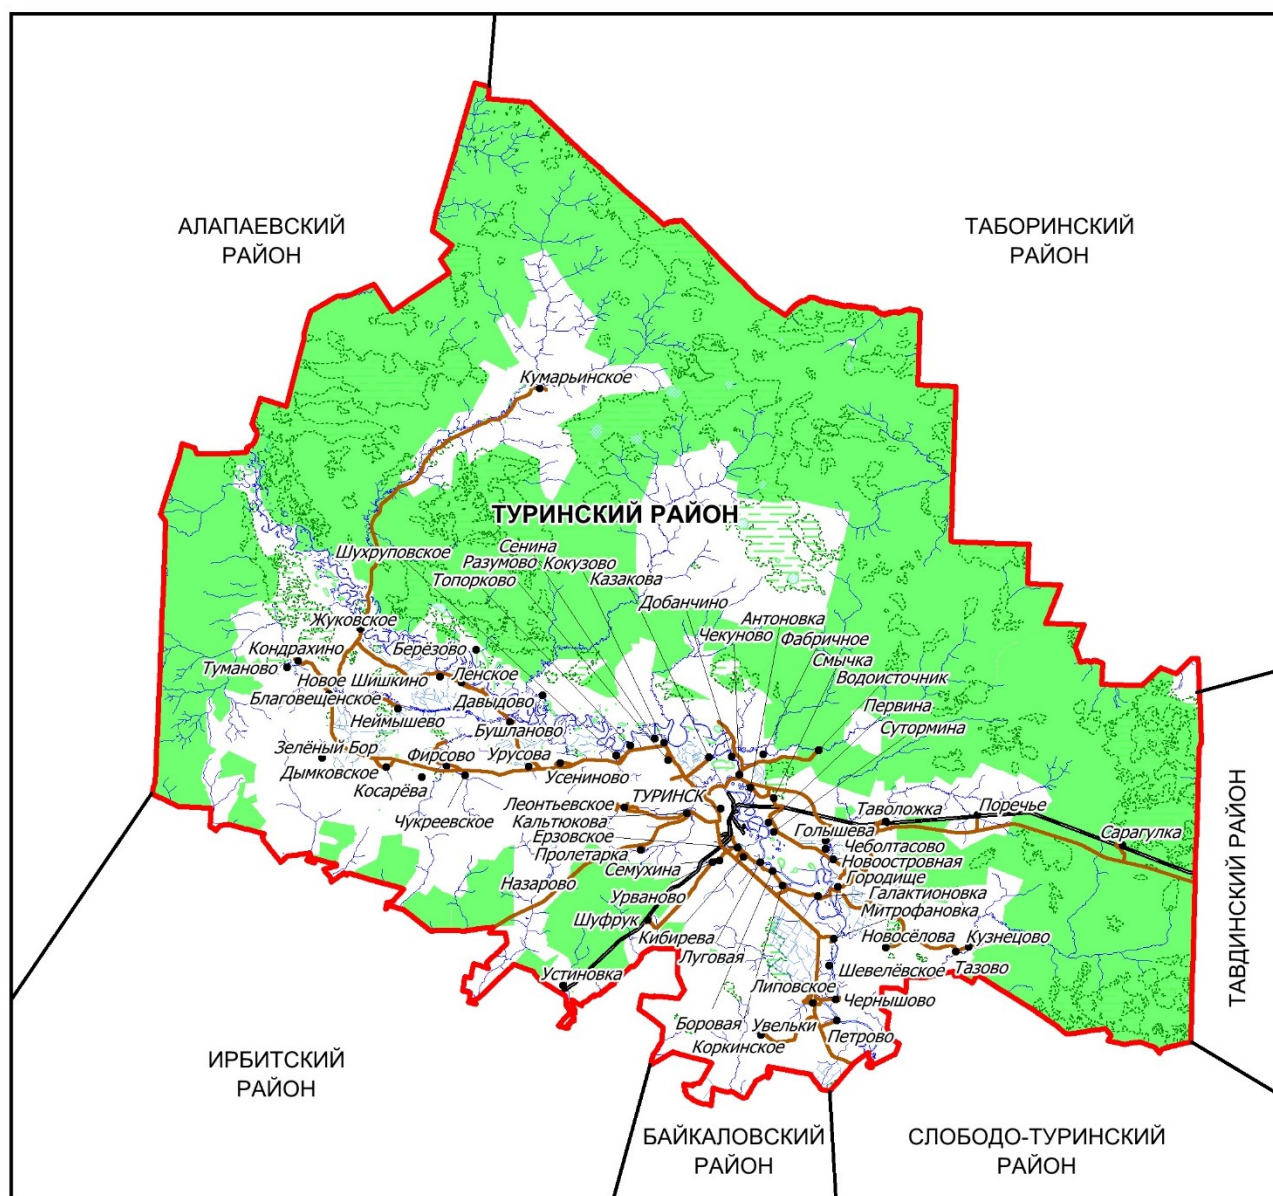 АЛАПАЕВСКИЙ
РАЙОН
ТАБОРИНСКИЙ
РАЙОН
Кумарьинское
ТУРИНСКИЙ РАЙОН
Шухруповское
Сенина
Разумово
Кокузово
Топорково
Казакова
Добанчино
Антоновка
Чекуново
Фабричное
Смычка
Водоисточник
Первина
Сутормина
Жуковское
Кондрахино
Берёзово
Туманово
Новое Шишкино
Ленское
Благовещенское
Давыдово
Неймышево
Бушланово
Зелёный Бор
Фирсово
Урусова
Дымковское
Усениново
Косарёва
Чукреевское
ТУРИНСК
Леонтьевское
Кальтюкова
Ерзовское
Пролетарка
Семухина
Назарово
Урваново
Шуфрук
Кибирева
Луговая
Устиновка
Таволожка
Поречье
Сарагулка
Голышева
Чеболтасово
Новоостровная
Городище
Галактионовка
Митрофановка
Новосёлова
Кузнецово
Шевелёвское
Тазово
Липовское
Чернышово
Боровая
Увельки
Петрово
Коркинское
ТАВДИНСКИЙ РАЙОН
ИРБИТСКИЙ
РАЙОН
БАЙКАЛОВСКИЙ
РАЙОН
СЛОБОДО-ТУРИНСКИЙ
РАЙОН